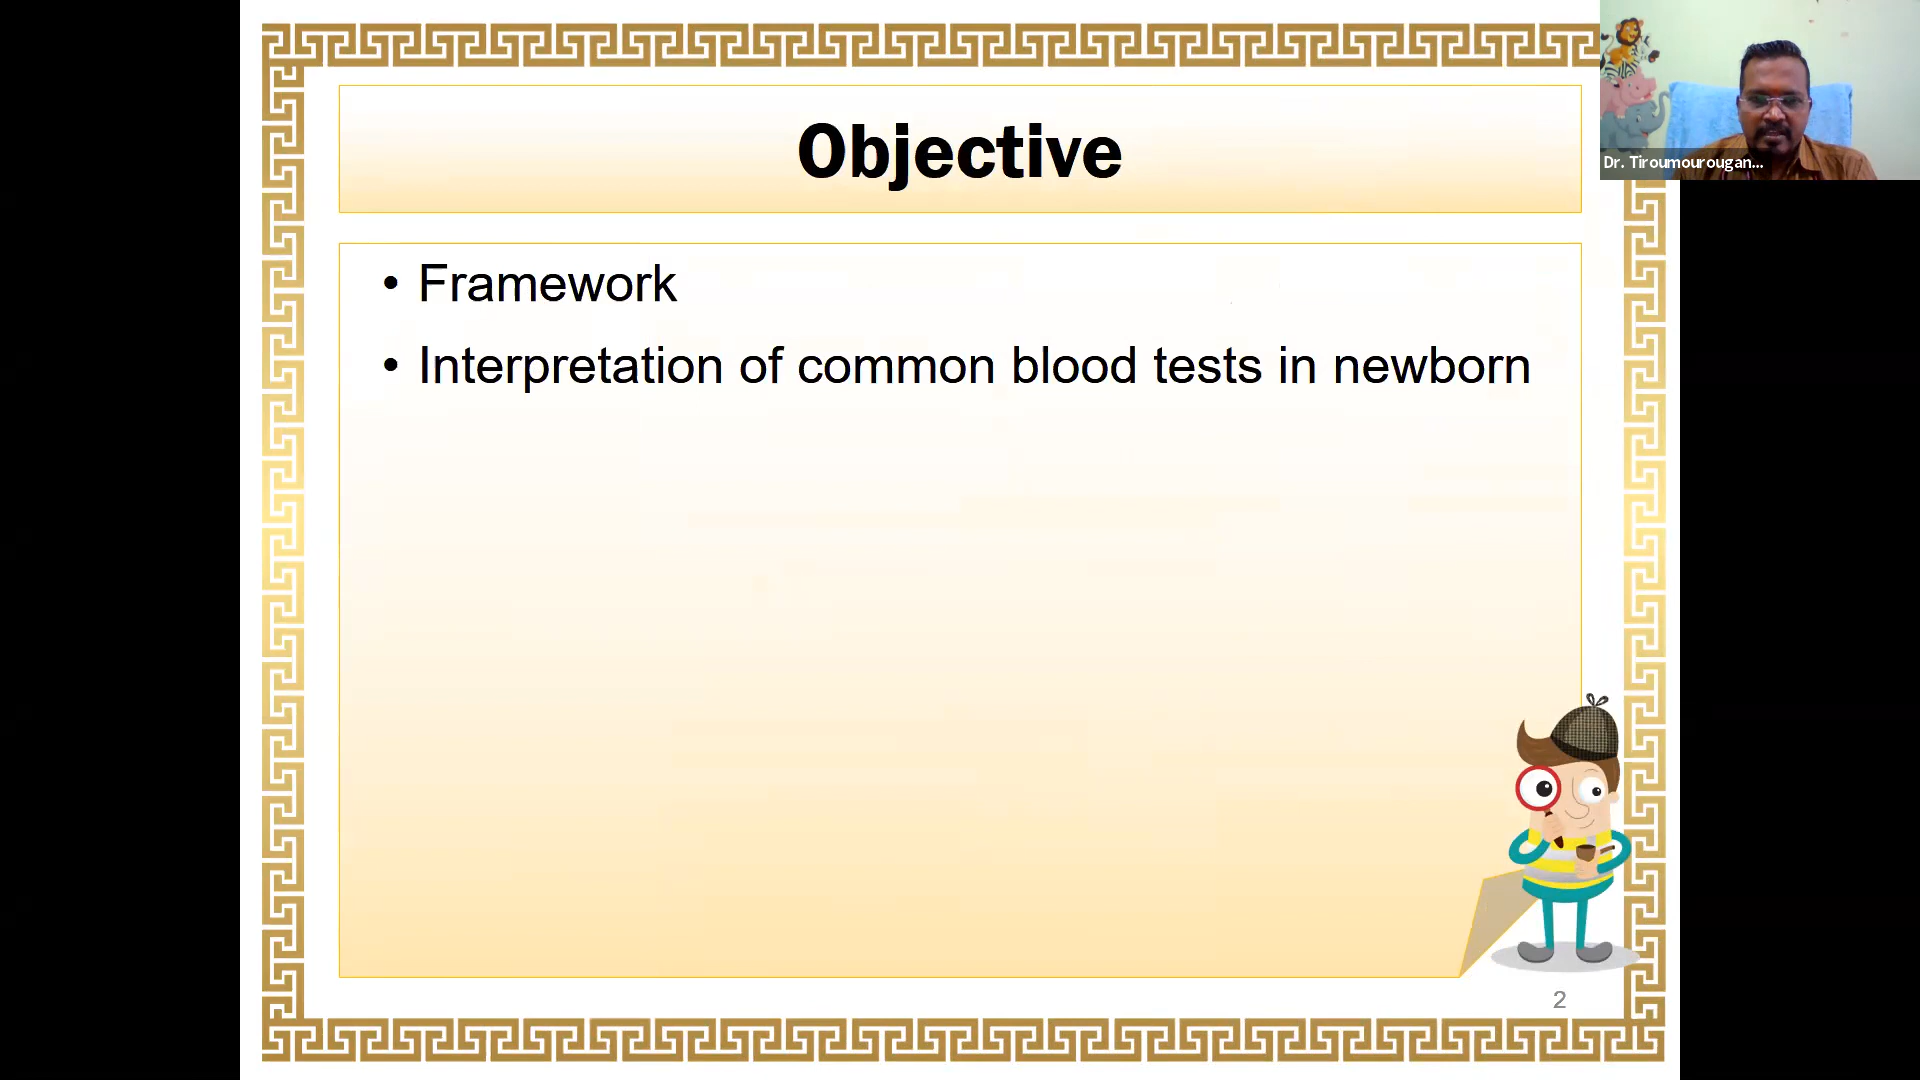 Objective
Dr. Tiroumourougan...
• Framework
• Interpretation of common blood tests in newborn
2